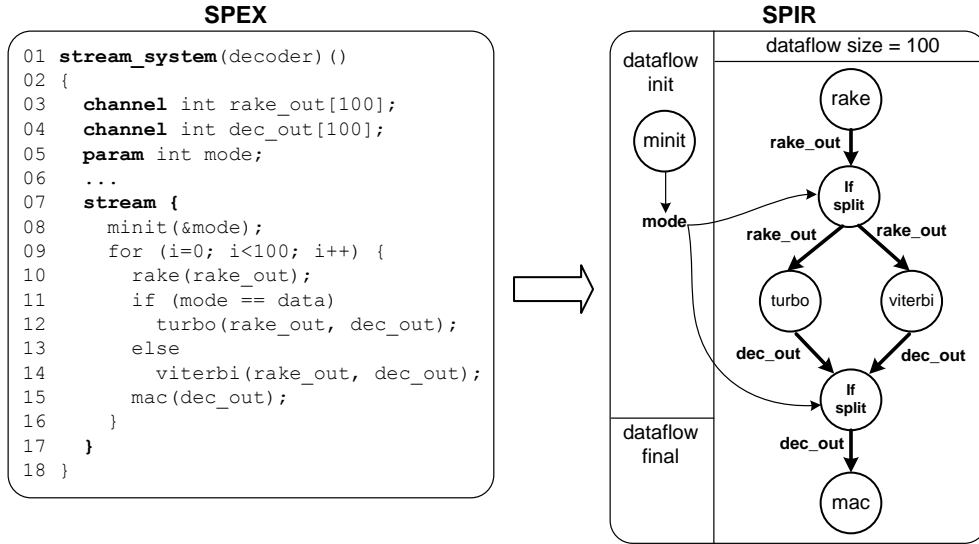 SPEX
01 stream_system(decoder)()
02 {
03 channel int rake_out[100];
04 channel int dec_out[100];
05 param int mode;
06 ...
07 stream {
08 minit(&mode);
09 for (i=0; i<100; i++) {
10 rake(rake_out);
11 if (mode == data)
12 turbo(rake_out, dec_out);
13 else
14 viterbi(rake_out, dec_out);
15 mac(dec_out);
16 }
17 }
18 }
SPIR
dataflow
init
minit
mode
dataflow
final
dataflow size = 100
rake
rake_out
If
split
rake_out rake_out
turbo viterbi
dec_out dec_out
If
split
dec_out
mac